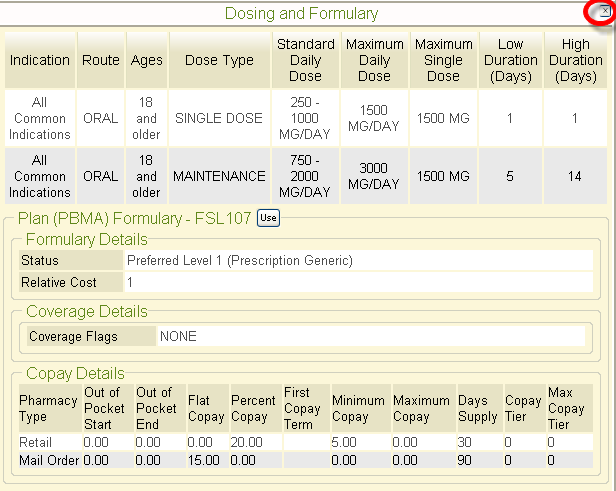 Dosing and Formulary
x
Indication Route Ages Dose Type Standard Daily Dose Maximum Daily Dose Maximum Single Dose Low Duration (Days) High Duration (Days)
All Common Indications ORAL 18 and older SINGLE DOSE 250 - 1000 MG/DAY 1500 MG/DAY 1500 MG 1 1
All Common Indications ORAL 18 and older MAINTENANCE 750 - 2000 MG/DAY 3000 MG/DAY 1500 MG 5 14
Plan (PBMA) Formulary - FSL107 Use
Formulary Details
Status Preferred Level 1 (Prescription Generic)
Relative Cost 1
Coverage Details
Coverage Flags NONE
Copay Details
Pharmacy Type Out of Pocket Start Out of Pocket End Flat Copay Percent Copay First Copay Term Minimum Copay Maximum Copay Days Supply Copay Tier Max Copay Tier
Retail 0.00 0.00 0.00 20.00 5.00 0.00 30 0 0
Mail Order 0.00 0.00 15.00 0.00 0.00 0.00 90 0 0